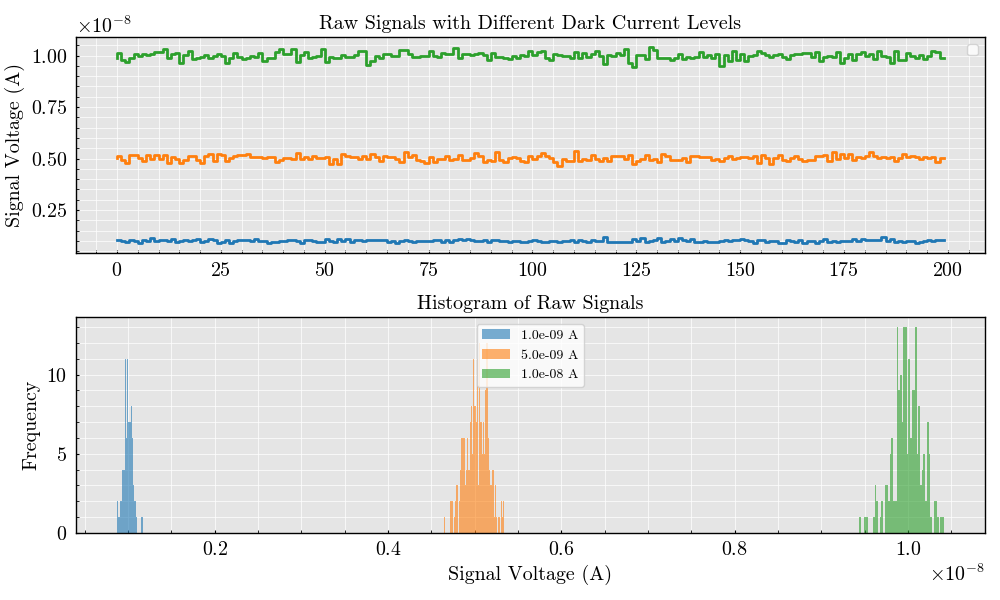 Raw Signals with Different Dark Current Levels
×10⁻⁸
1.00
0.75
0.50
0.25
Signal Voltage (A)
0 25 50 75 100 125 150 175 200
Histogram of Raw Signals
1.0e-09 A
5.0e-09 A
1.0e-08 A
10
5
0
Frequency
0.2 0.4 0.6 0.8 1.0
Signal Voltage (A)
×10⁻⁸